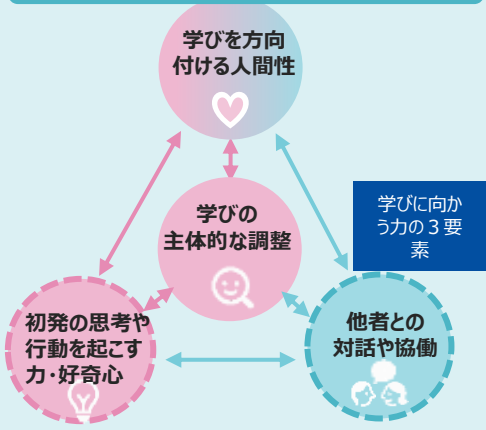 学びを方向
付ける人間性
学びの
主体的な調整
学びに向か
う力の３要
素
初発の思考や
行動を起こす
力・好奇心
他者との
対話や協働